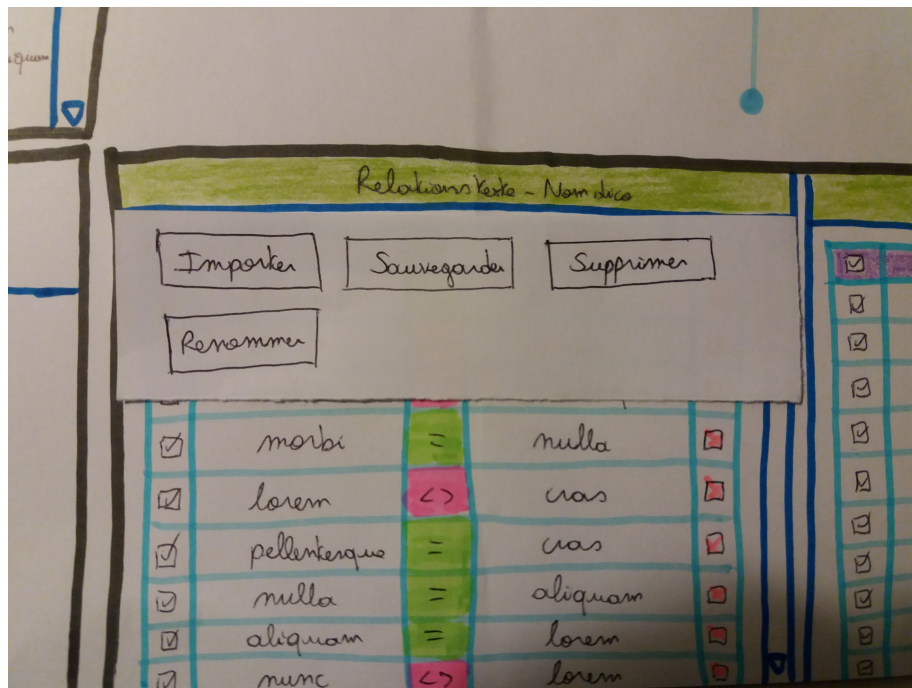 Relations texte - Nom dico
Importer Sauvegarder Supprimer
Renommer
morbi = nulla
lorem <> cras
pellentesque = cras
nulla = aliquam
aliquam = lorem
nunc <> lorem